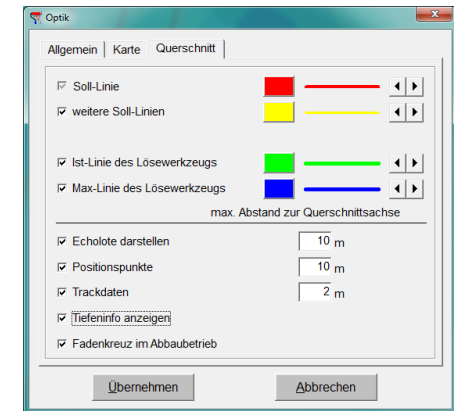 Optik
Allgemein Karte Querschnitt
Soll-Linie
weitere Soll-Linien
Ist-Linie des Lösewerkzeugs
Max-Linie des Lösewerkzeugs
max. Abstand zur Querschnittsachse
Echolote darstellen 10 m
Positionspunkte 10 m
Trackdaten 2 m
Tiefeninfo anzeigen
Fadenkreuz im Abbaubetrieb
Übernehmen Abbrechen